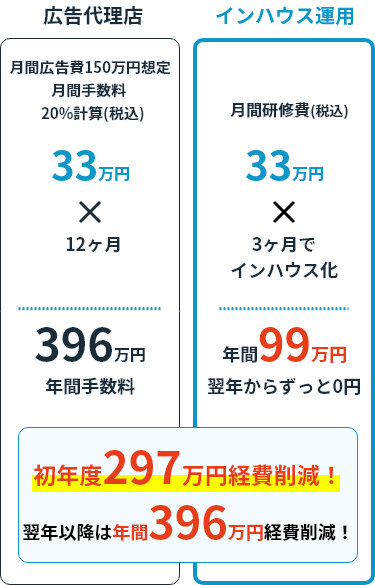 広告代理店
月間広告費150万円想定
月間手数料
20%計算(税込)
33万円
×
12ヶ月
396万円
年間手数料
インハウス運用
月間研修費(税込)
33万円
×
3ヶ月で
インハウス化
年間99万円
翌年からずっと0円
初年度297万円経費削減！
翌年以降は年間396万円経費削減！